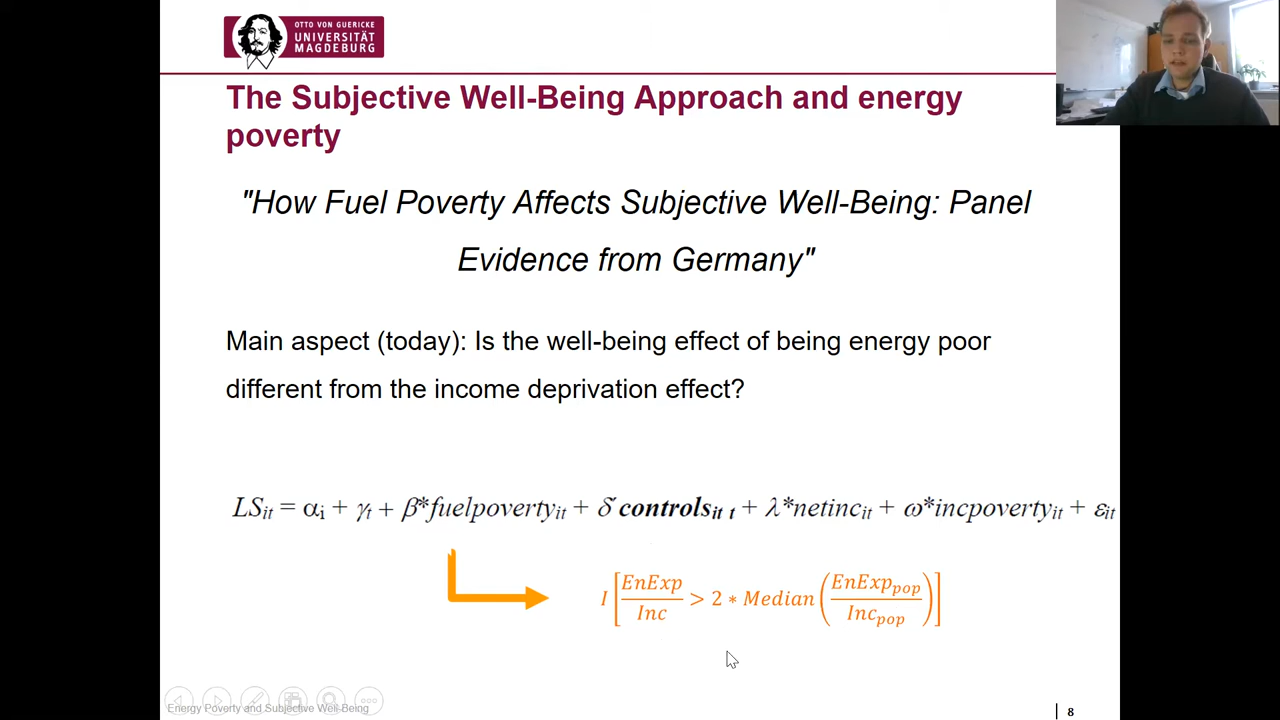 OTTO VON GUERICKE
UNIVERSITÄT
MAGDEBURG
The Subjective Well-Being Approach and energy
poverty
"How Fuel Poverty Affects Subjective Well-Being: Panel
Evidence from Germany"
Main aspect (today): Is the well-being effect of being energy poor
different from the income deprivation effect?
LSit = αi + γt + β*fuelpovertyit + δ' controlsit t + λ*netincit + ω*incpovertyit + εit
I [ EnExp / Inc > 2 * Median ( EnExppop / Incpop ) ]
Energy Poverty and Subjective Well-Being
8